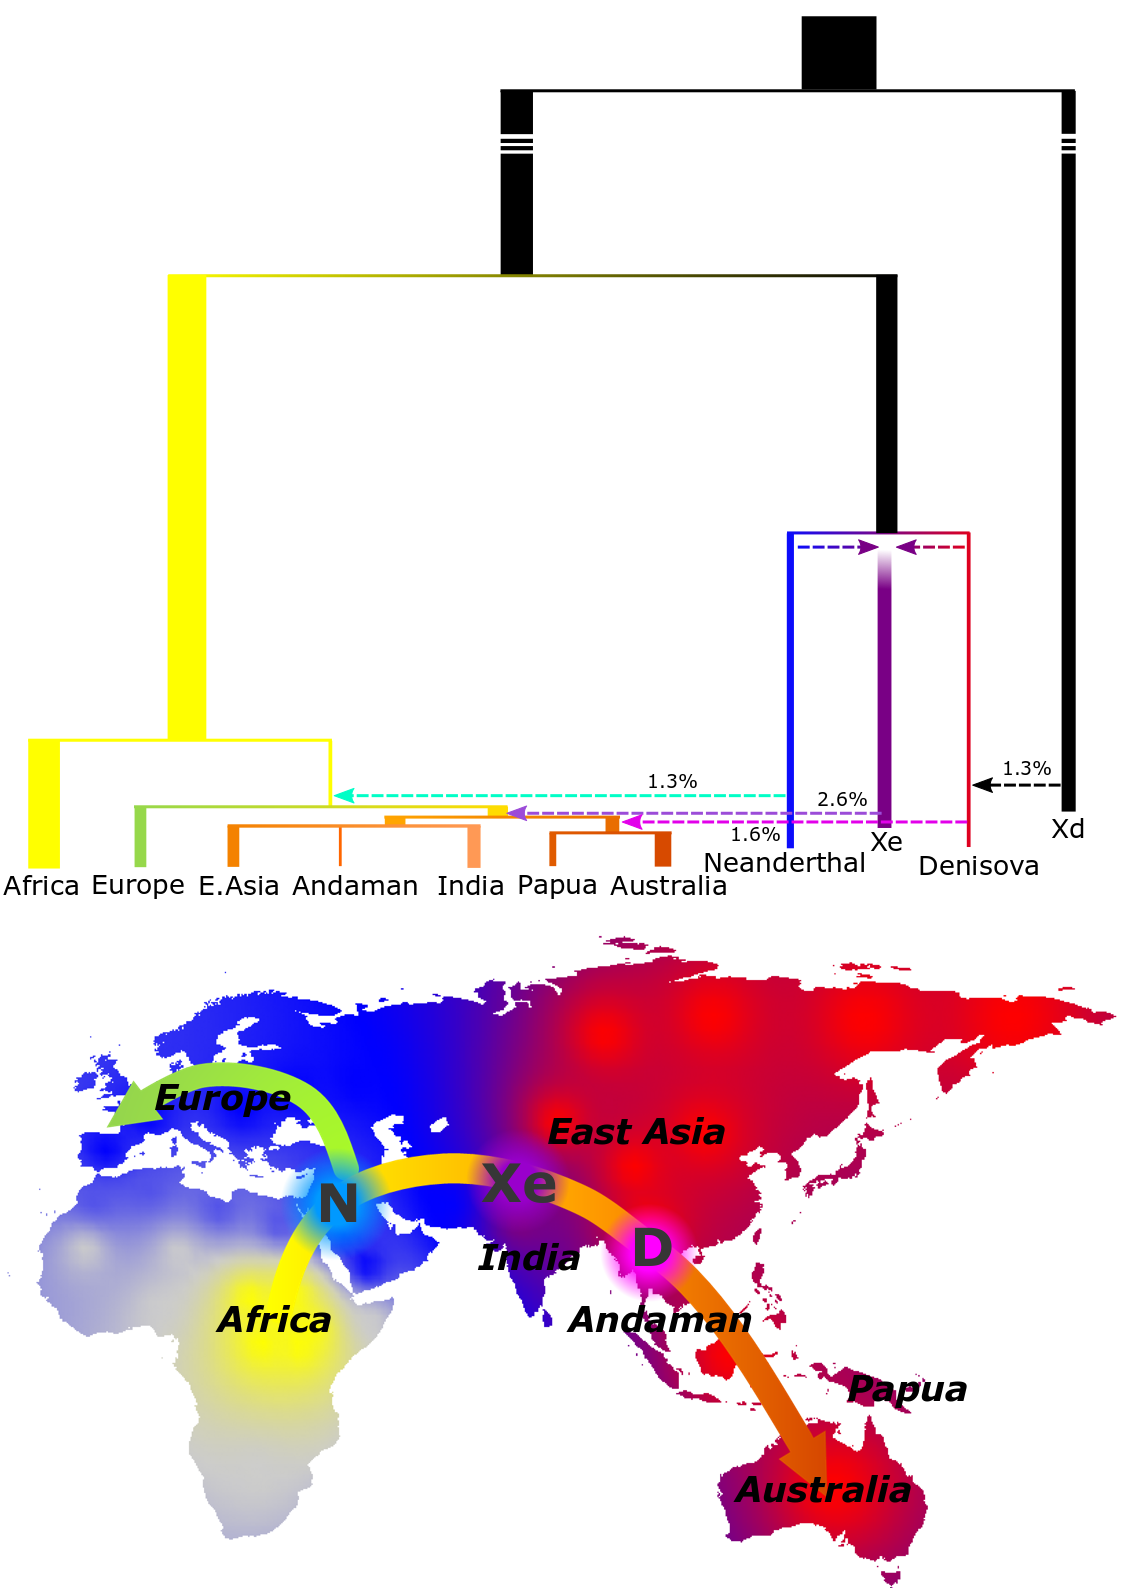 1.3%
1.3%
2.6%
1.6%
Xd
Xe
Neanderthal
Denisova
Africa
Europe
E.Asia
Andaman
India
Papua
Australia
Europe
East Asia
Xe
N
D
India
Africa
Andaman
Papua
Australia